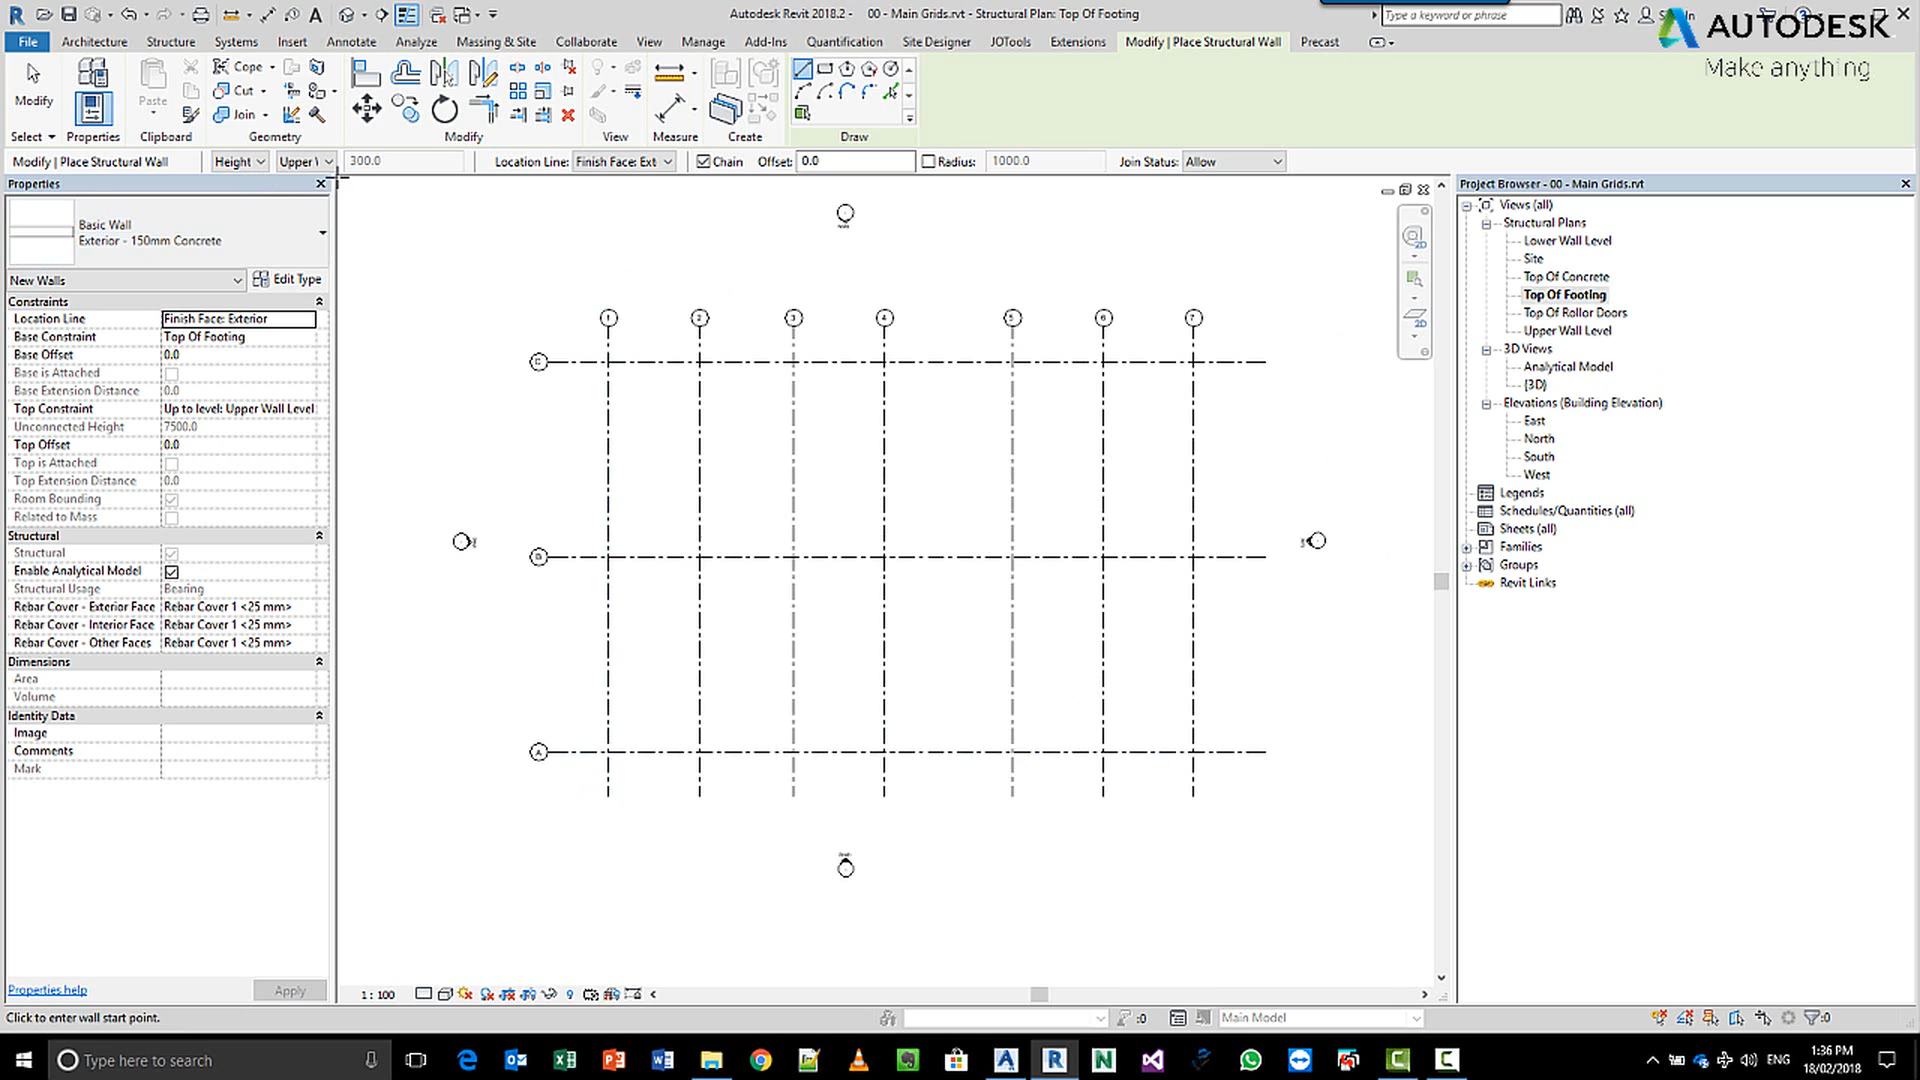 Autodesk Revit 2018.2 - 00 - Main Grids.rvt - Structural Plan: Top Of Footing
Type a keyword or phrase
AUTODESK
Make anything
File Architecture Structure Systems Insert Annotate Analyze Massing & Site Collaborate View Manage Add-Ins Quantification Site Designer JOTools Extensions Modify | Place Structural Wall Precast
Cope
Cut
Join
Modify
Paste
Select Properties Clipboard Geometry Modify View Measure Create Draw
Modify | Place Structural Wall Height Upper 300.0 Location Line: Finish Face: Ext Chain Offset: 0.0 Radius: 1000.0 Join Status: Allow
Properties
Basic Wall
Exterior - 150mm Concrete
New Walls Edit Type
Constraints
Location Line Finish Face: Exterior
Base Constraint Top Of Footing
Base Offset 0.0
Base is Attached
Base Extension Distance 0.0
Top Constraint Up to level: Upper Wall Level
Unconnected Height 7500.0
Top Offset 0.0
Top is Attached
Top Extension Distance 0.0
Room Bounding
Related to Mass
Structural
Structural
Enable Analytical Model
Structural Usage Bearing
Rebar Cover - Exterior Face Rebar Cover 1 <25 mm>
Rebar Cover - Interior Face Rebar Cover 1 <25 mm>
Rebar Cover - Other Faces Rebar Cover 1 <25 mm>
Dimensions
Area
Volume
Identity Data
Image
Comments
Mark
Properties help Apply
2D
2D
1 2 3 4 5 6 7
C
B
A
Project Browser - 00 - Main Grids.rvt
Views (all)
Structural Plans
Lower Wall Level
Site
Top Of Concrete
Top Of Footing
Top Of Rollor Doors
Upper Wall Level
3D Views
Analytical Model
{3D}
Elevations (Building Elevation)
East
North
South
West
Legends
Schedules/Quantities (all)
Sheets (all)
Families
Groups
Revit Links
1 : 100
Click to enter wall start point. :0 Main Model :0
Type here to search
ENG
1:36 PM
18/02/2018